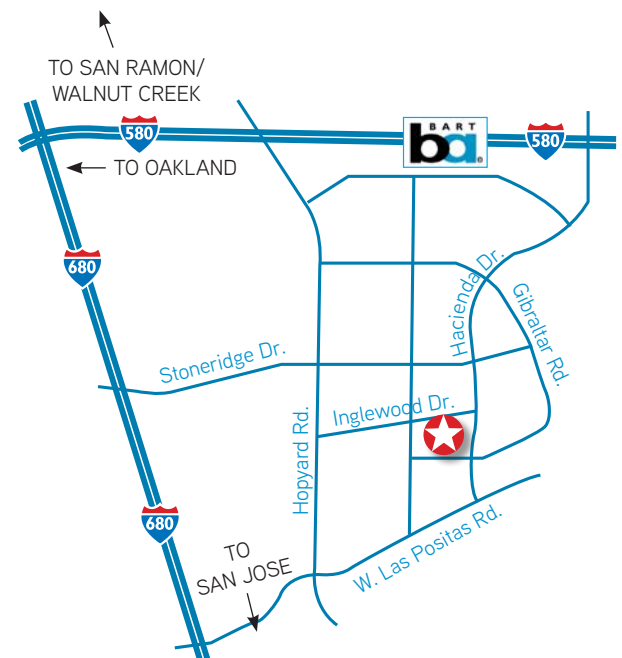 TO SAN RAMON/
WALNUT CREEK
580
BART
ba
580
TO OAKLAND
680
Hacienda Dr.
Gibraltar Rd.
Stoneridge Dr.
Inglewood Dr.
Hopyard Rd.
680
W. Las Positas Rd.
TO
SAN JOSE